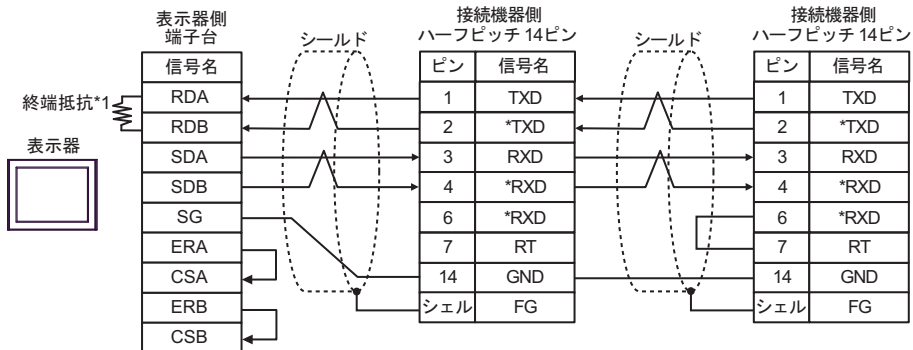 表示器側
端子台
信号名
RDA
RDB
SDA
SDB
SG
ERA
CSA
ERB
CSB
終端抵抗*1
表示器
シールド
接続機器側
ハーフピッチ 14ピン
ピン 信号名
1 TXD
2 *TXD
3 RXD
4 *RXD
6 *RXD
7 RT
14 GND
シェル FG
シールド
接続機器側
ハーフピッチ 14ピン
ピン 信号名
1 TXD
2 *TXD
3 RXD
4 *RXD
6 *RXD
7 RT
14 GND
シェル FG